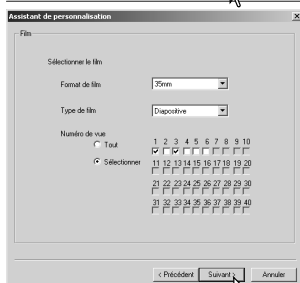 Assistant de personnalisation
Film
Sélectionner le film
Format de film 35mm
Type de film Diapositive
Numéro de vue
Tout
1 2 3 4 5 6 7 8 9 10
Sélectionner
11 12 13 14 15 16 17 18 19 20
21 22 23 24 25 26 27 28 29 30
31 32 33 34 35 36 37 38 39 40
< Précédent Suivant > Annuler